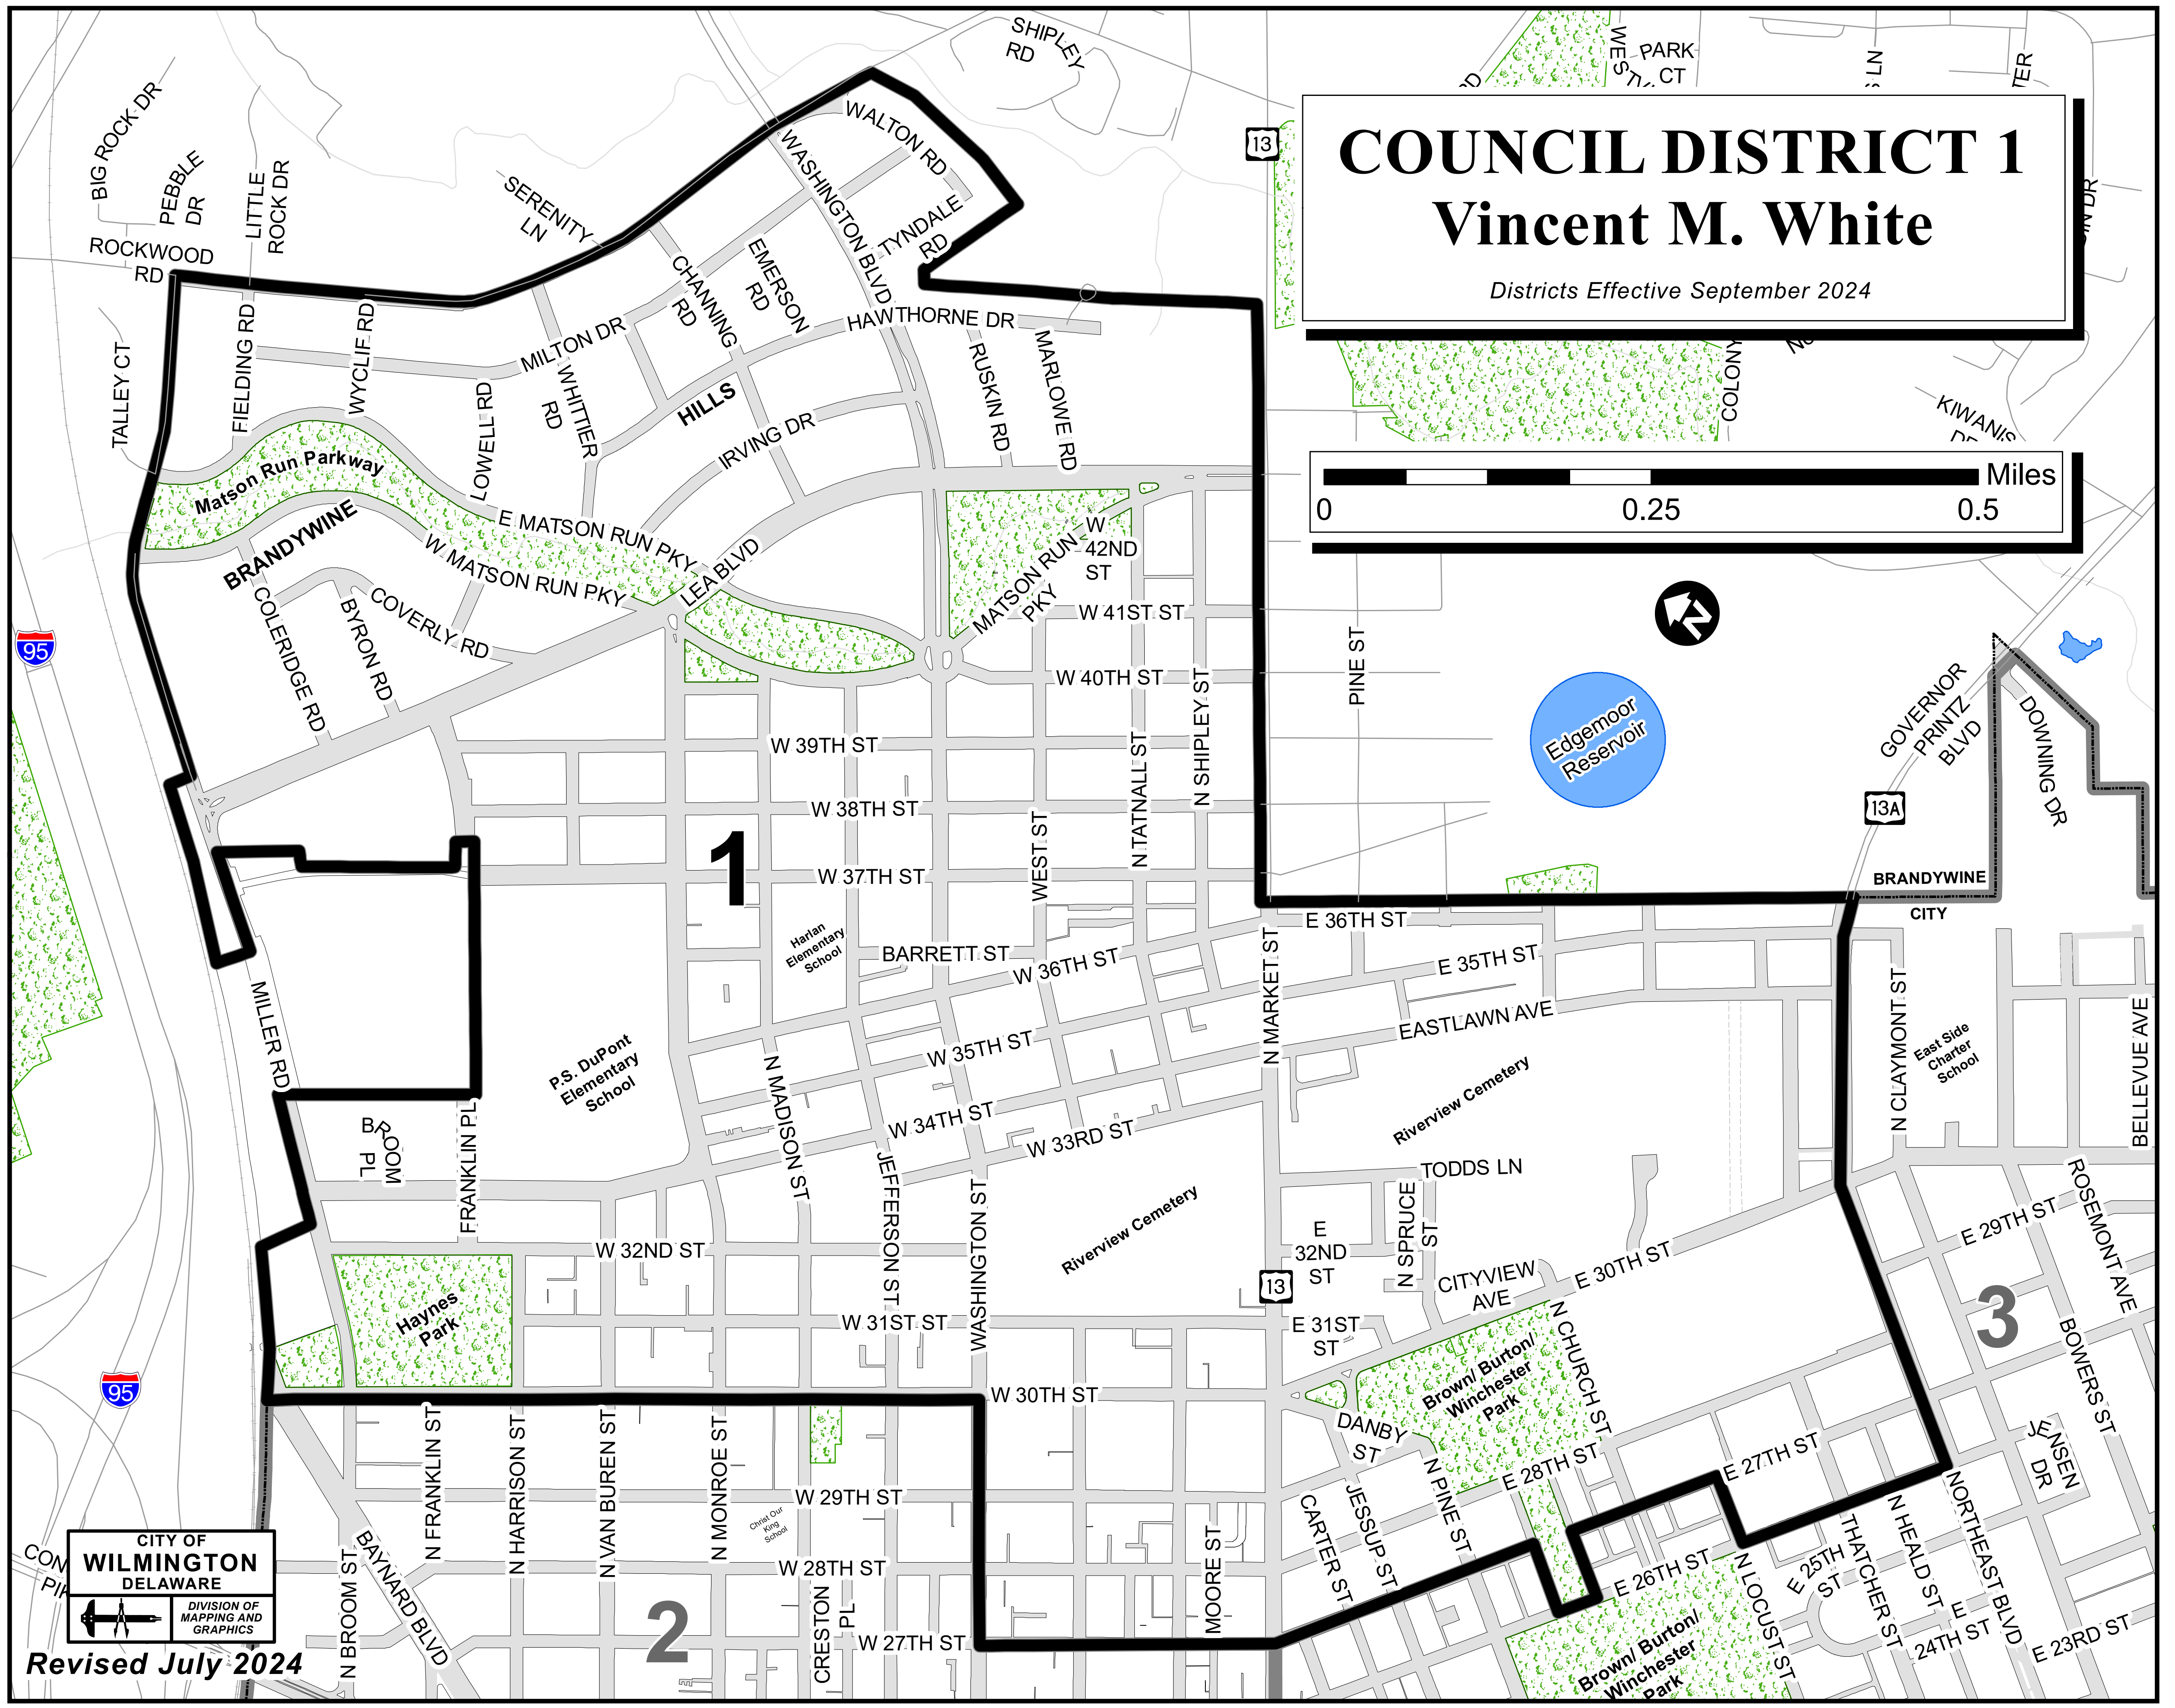 COUNCIL DISTRICT 1
Vincent M. White
Districts Effective September 2024
Miles
0
0.25
0.5
SHIPLEY
RD
PARK
CT
BIG ROCK DR
PEBBLE
DR
LITTLE
ROCK DR
ROCKWOOD
RD
SERENITY
LN
WALTON RD
WASHINGTON BLVD
TYNDALE
RD
13
CHANNING
RD
EMERSON
RD
HAWTHORNE DR
TALLEY CT
FIELDING RD
WYCLIF RD
MILTON DR
WHITTIER
RD
LOWELL RD
HILLS
IRVING DR
RUSKIN RD
MARLOWE RD
COLONY
KIWANIS
Matson Run Parkway
BRANDYWINE
E MATSON RUN PKY
W MATSON RUN PKY
LEA BLVD
MATSON RUN
PKY
W
42ND
ST
W 41ST ST
W 40TH ST
COLERIDGE RD
BYRON RD
COVERLY RD
95
PINE ST
Edgemoor
Reservoir
N
GOVERNOR
PRINTZ
BLVD
DOWNING DR
13A
W 39TH ST
W 38TH ST
W 37TH ST
WEST ST
N TATNALL ST
N SHIPLEY ST
1
BRANDYWINE
CITY
Harlan
Elementary
School
BARRETT ST
W 36TH ST
E 36TH ST
E 35TH ST
EASTLAWN AVE
N MARKET ST
N CLAYMONT ST
East Side
Charter
School
BELLEVUE AVE
MILLER RD
P.S. DuPont
Elementary
School
W 35TH ST
W 34TH ST
W 33RD ST
N MADISON ST
JEFFERSON ST
WASHINGTON ST
Riverview Cemetery
Riverview Cemetery
BROOM
PL
FRANKLIN PL
TODDS LN
N SPRUCE
ST
E
32ND
ST
W 32ND ST
13
CITYVIEW
AVE
E 30TH ST
E 29TH ST
ROSEMONT AVE
3
Haynes
Park
W 31ST ST
E 31ST
ST
N CHURCH ST
BOWERS ST
95
W 30TH ST
Brown/ Burton/
Winchester
Park
DANBY
ST
E 28TH ST
E 27TH ST
JENSEN
DR
N FRANKLIN ST
N HARRISON ST
N VAN BUREN ST
N MONROE ST
W 29TH ST
Christ Our
King
School
W 28TH ST
CRESTON
PL
W 27TH ST
2
MOORE ST
CARTER ST
JESSUP ST
N PINE ST
E 26TH ST
E 25TH
ST
N LOCUST ST
THATCHER ST
N HEALD ST
NORTHEAST BLVD
E
24TH ST
E 23RD ST
Brown/ Burton/
Winchester
Park
N BROOM ST
BAYNARD BLVD
CITY OF
WILMINGTON
DELAWARE
DIVISION OF
MAPPING AND
GRAPHICS
Revised July 2024